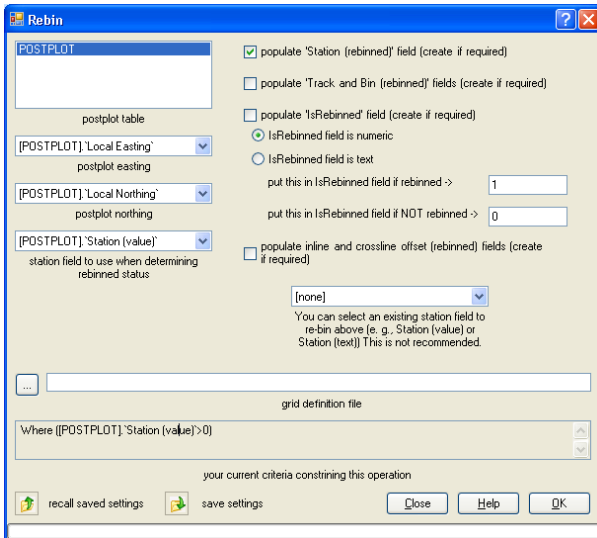 Rebin
POSTPLOT
postplot table
[POSTPLOT].`Local Easting`
postplot easting
[POSTPLOT].`Local Northing`
postplot northing
[POSTPLOT].`Station (value)`
station field to use when determining
rebinned status
populate 'Station (rebinned)' field (create if required)
populate 'Track and Bin (rebinned)' fields (create if required)
populate 'IsRebinned' field (create if required)
IsRebinned field is numeric
IsRebinned field is text
put this in IsRebinned field if rebinned -> 1
put this in IsRebinned field if NOT rebinned -> 0
populate inline and crossline offset (rebinned) fields (create
if required)
[none]
You can select an existing station field to
re-bin above (e. g., Station (value) or
Station (text)) This is not recommended.
...
grid definition file
Where ([POSTPLOT].`Station (value)`>0)
your current criteria constrining this operation
recall saved settings
save settings
Close
Help
OK